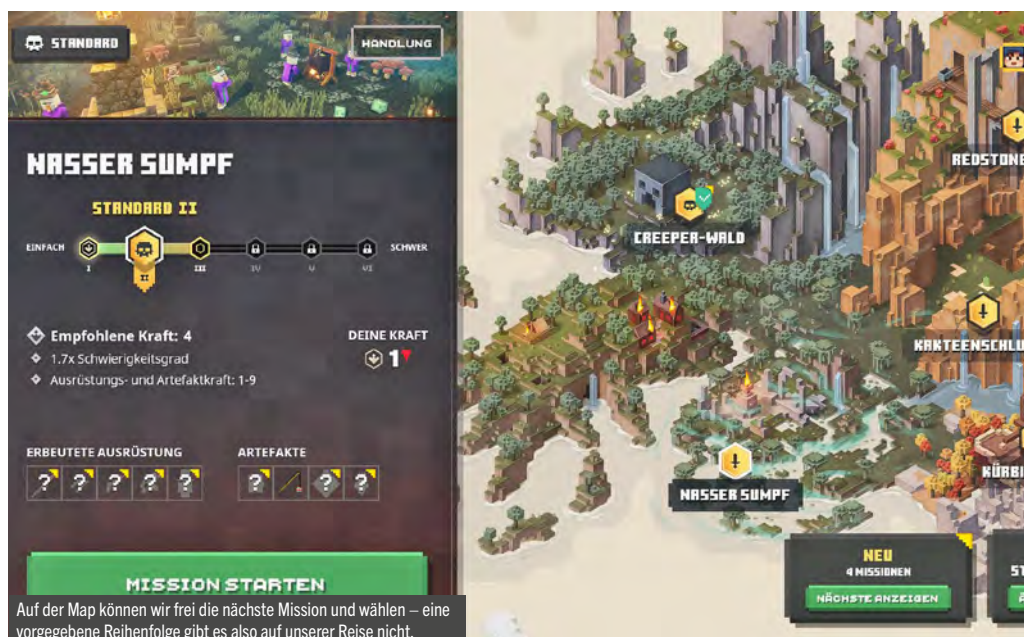 STANDARD
HANDLUNG
NASSER SUMPF
STANDARD II
EINFACH
SCHWER
I
II
III
IV
V
VI
Empfohlene Kraft: 4
1.7x Schwierigkeitsgrad
Ausrüstungs- und Artefaktkraft: 1-9
DEINE KRAFT
1
ERBEUTETE AUSRÜSTUNG
ARTEFAKTE
? ? ? ? ?
? ? ?
MISSION STARTEN
Auf der Map können wir frei die nächste Mission und wählen – eine
vorgegebene Reihenfolge gibt es also auf unserer Reise nicht.
CREEPER-WALD
REDSTONE
KAKTEENSCHLU
NASSER SUMPF
KÜRBI
NEU
4 MISSIONEN
NÄCHSTE ANZEIGEN
ST